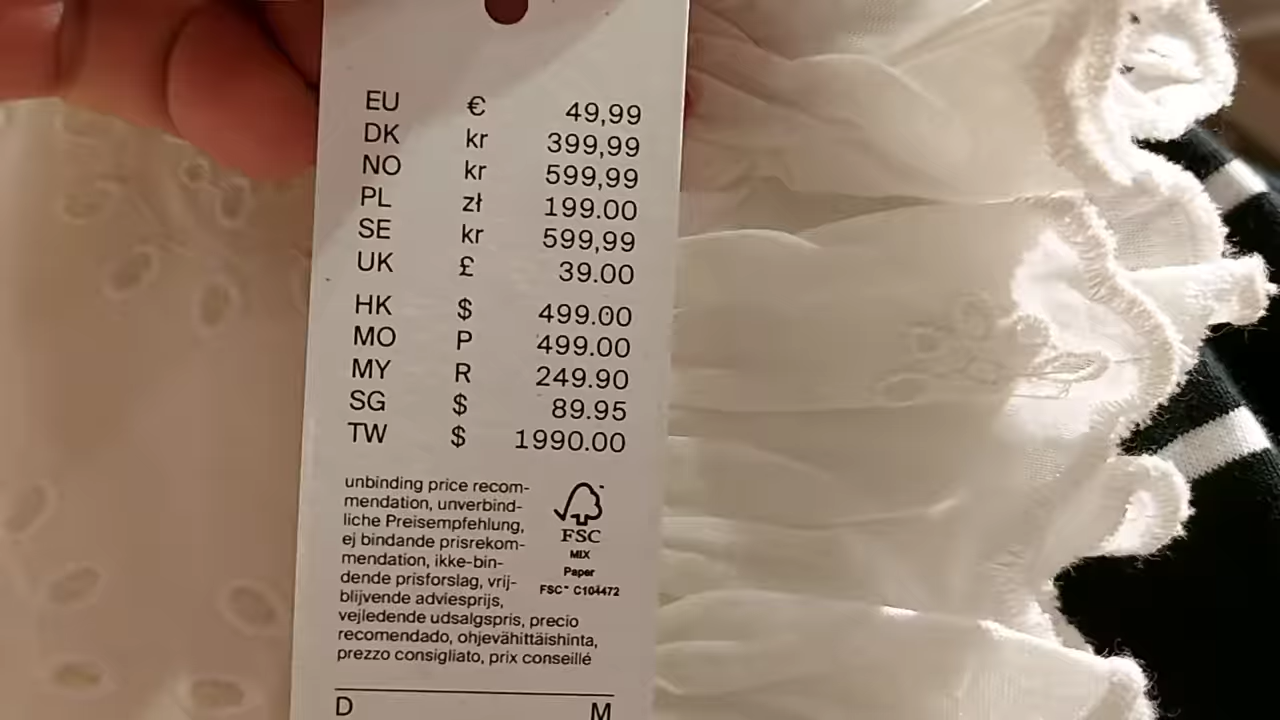 EU € 49,99
DK kr 399,99
NO kr 599,99
PL zł 199.00
SE kr 599,99
UK £ 39.00
HK $ 499.00
MO P 499.00
MY R 249.90
SG $ 89.95
TW $ 1990.00
unbinding price recom-
mendation, unverbind-
liche Preisempfehlung,
ej bindande prisrekom-
mendation, ikke-bin-
dende prisforslag, vrij-
blijvende adviesprijs,
vejledende udsalgspris, precio
recomendado, ohjevähittäishinta,
prezzo consigliato, prix conseillé
FSC
MIX
Paper
FSC™ C104472
D M